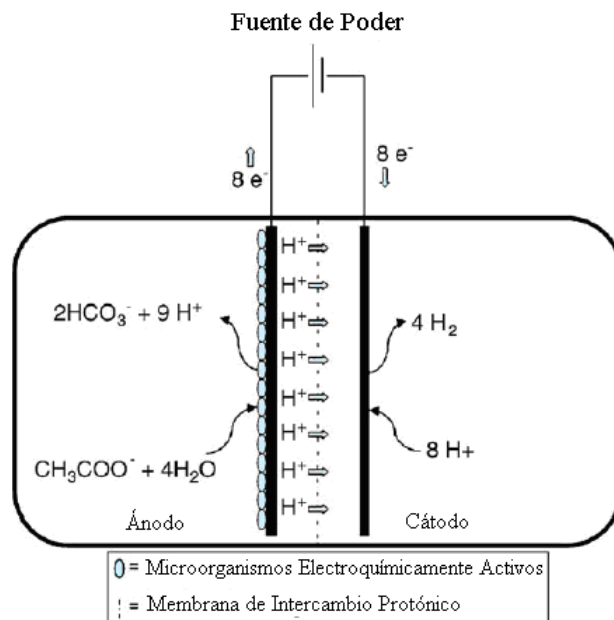 Fuente de Poder
8 e⁻
8 e⁻
H⁺
H⁺
H⁺
H⁺
H⁺
H⁺
H⁺
H⁺
2HCO₃⁻ + 9 H⁺
4 H₂
CH₃COO⁻ + 4H₂O
8 H+
Ánodo
Cátodo
= Microorganismos Electroquímicamente Activos
= Membrana de Intercambio Protónico